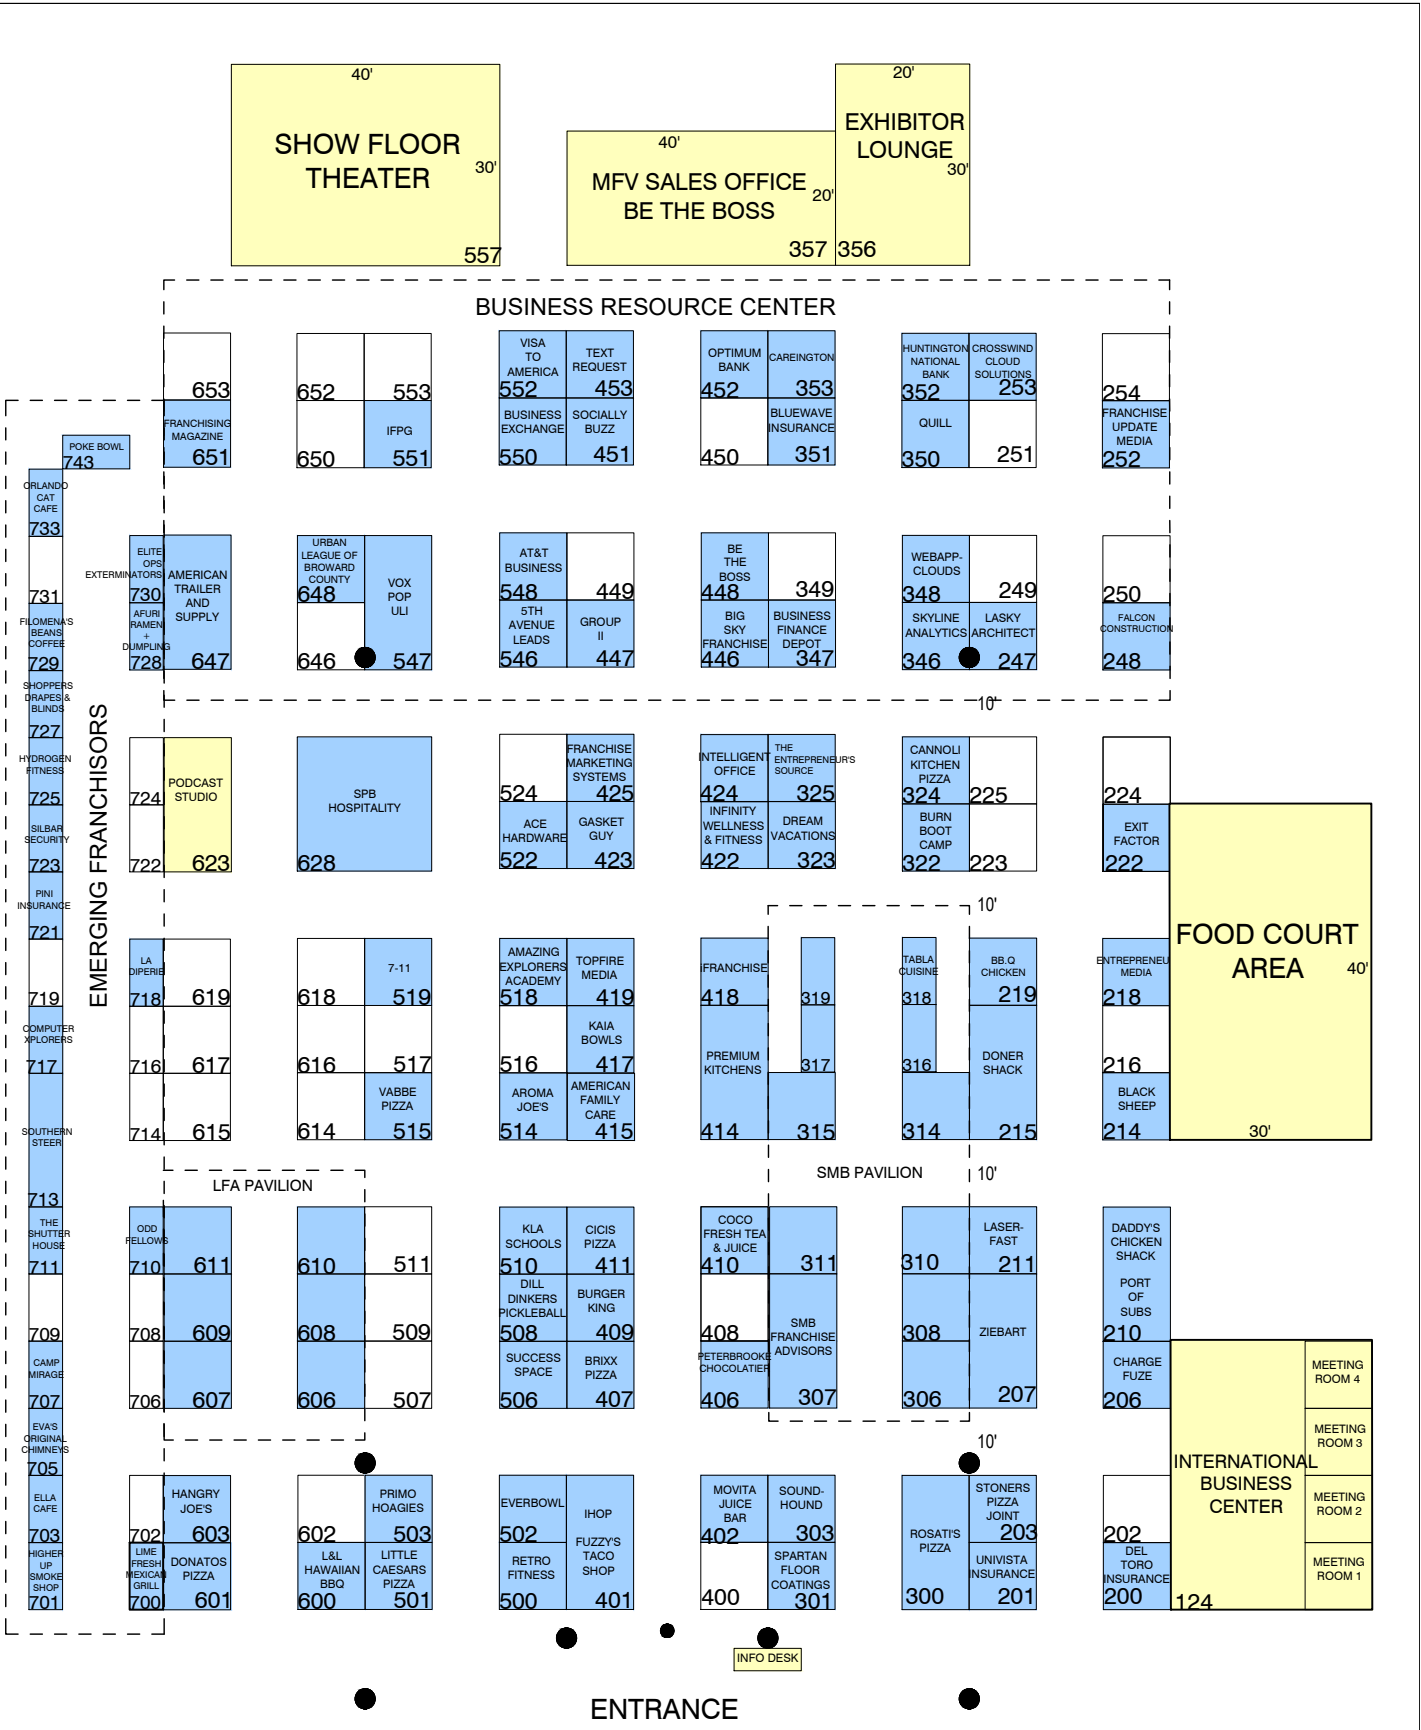 40'
SHOW FLOOR
THEATER
30'
557
40'
MFV SALES OFFICE
BE THE BOSS
20'
357
20'
EXHIBITOR
LOUNGE
30'
356
BUSINESS RESOURCE CENTER
653
652
553
VISA
TO
AMERICA
552
TEXT
REQUEST
453
OPTIMUM
BANK
452
CAREINGTON
353
HUNTINGTON
NATIONAL
BANK
352
CROSSWIND
CLOUD
SOLUTIONS
253
254
FRANCHISING
MAGAZINE
651
650
IFPG
551
BUSINESS
EXCHANGE
550
SOCIALLY
BUZZ
451
450
BLUEWAVE
INSURANCE
351
QUILL
350
251
FRANCHISE
UPDATE
MEDIA
252
POKE BOWL
743
ORLANDO
CAT
CAFE
733
731
ELITE
OPS
EXTERMINATORS
730
AMERICAN
TRAILER
AND
SUPPLY
647
URBAN
LEAGUE OF
BROWARD
COUNTY
648
VOX
POP
ULI
547
AT&T
BUSINESS
548
449
BE
THE
BOSS
448
349
WEBAPP-
CLOUDS
348
249
250
FILOMENA'S
BEANS
COFFEE
729
AFURI
RAMEN
+
DUMPLING
728
646
5TH
AVENUE
LEADS
546
GROUP
II
447
BIG
SKY
FRANCHISE
446
BUSINESS
FINANCE
DEPOT
347
SKYLINE
ANALYTICS
346
LASKY
ARCHITECT
247
FALCON
CONSTRUCTION
248
10'
EMERGING FRANCHISORS
SHOPPERS
DRAPES &
BLINDS
727
HYDROGEN
FITNESS
725
724
PODCAST
STUDIO
623
SPB
HOSPITALITY
628
524
FRANCHISE
MARKETING
SYSTEMS
425
INTELLIGENT
OFFICE
424
THE
ENTREPRENEUR'S
SOURCE
325
CANNOLI
KITCHEN
PIZZA
324
225
224
SILBAR
SECURITY
723
722
ACE
HARDWARE
522
GASKET
GUY
423
INFINITY
WELLNESS
& FITNESS
422
DREAM
VACATIONS
323
BURN
BOOT
CAMP
322
223
EXIT
FACTOR
222
FOOD COURT
AREA
40'
30'
PINI
INSURANCE
721
10'
719
LA
DIPERIE
718
619
618
7-11
519
AMAZING
EXPLORERS
ACADEMY
518
TOPFIRE
MEDIA
419
iFRANCHISE
418
319
TABLA
CUISINE
318
BB.Q
CHICKEN
219
ENTREPRENEU
MEDIA
218
COMPUTER
XPLORERS
717
716
617
616
517
516
KAIA
BOWLS
417
PREMIUM
KITCHENS
414
317
316
DONER
SHACK
215
216
SOUTHERN
STEER
713
714
615
614
VABBE
PIZZA
515
AROMA
JOE'S
514
AMERICAN
FAMILY
CARE
415
315
314
BLACK
SHEEP
214
LFA PAVILION
SMB PAVILION
10'
THE
SHUTTER
HOUSE
711
ODD
FELLOWS
710
611
610
511
KLA
SCHOOLS
510
CICIS
PIZZA
411
COCO
FRESH TEA
& JUICE
410
311
310
LASER-
FAST
211
DADDY'S
CHICKEN
SHACK
PORT
OF
SUBS
210
709
708
609
608
509
DILL
DINKERS
PICKLEBALL
508
BURGER
KING
409
408
SMB
FRANCHISE
ADVISORS
307
308
ZIEBART
207
CAMP
MIRAGE
707
706
607
606
507
SUCCESS
SPACE
506
BRIXX
PIZZA
407
PETERBROOKE
CHOCOLATIER
406
306
CHARGE
FUZE
206
MEETING
ROOM 4
MEETING
ROOM 3
INTERNATIONAL
BUSINESS
CENTER
124
MEETING
ROOM 2
MEETING
ROOM 1
10'
EVA'S
ORIGINAL
CHIMNEYS
705
ELLA
CAFE
703
702
HANGRY
JOE'S
603
602
PRIMO
HOAGIES
503
EVERBOWL
502
IHOP
FUZZY'S
TACO
SHOP
401
MOVITA
JUICE
BAR
402
SOUND-
HOUND
303
ROSATI'S
PIZZA
300
STONERS
PIZZA
JOINT
203
202
HIGHER
UP
SMOKE
SHOP
701
LIME
FRESH
MEXICAN
GRILL
700
DONATOS
PIZZA
601
L&L
HAWAIIAN
BBQ
600
LITTLE
CAESARS
PIZZA
501
RETRO
FITNESS
500
400
SPARTAN
FLOOR
COATINGS
301
UNIVISTA
INSURANCE
201
DEL
TORO
INSURANCE
200
INFO DESK
ENTRANCE